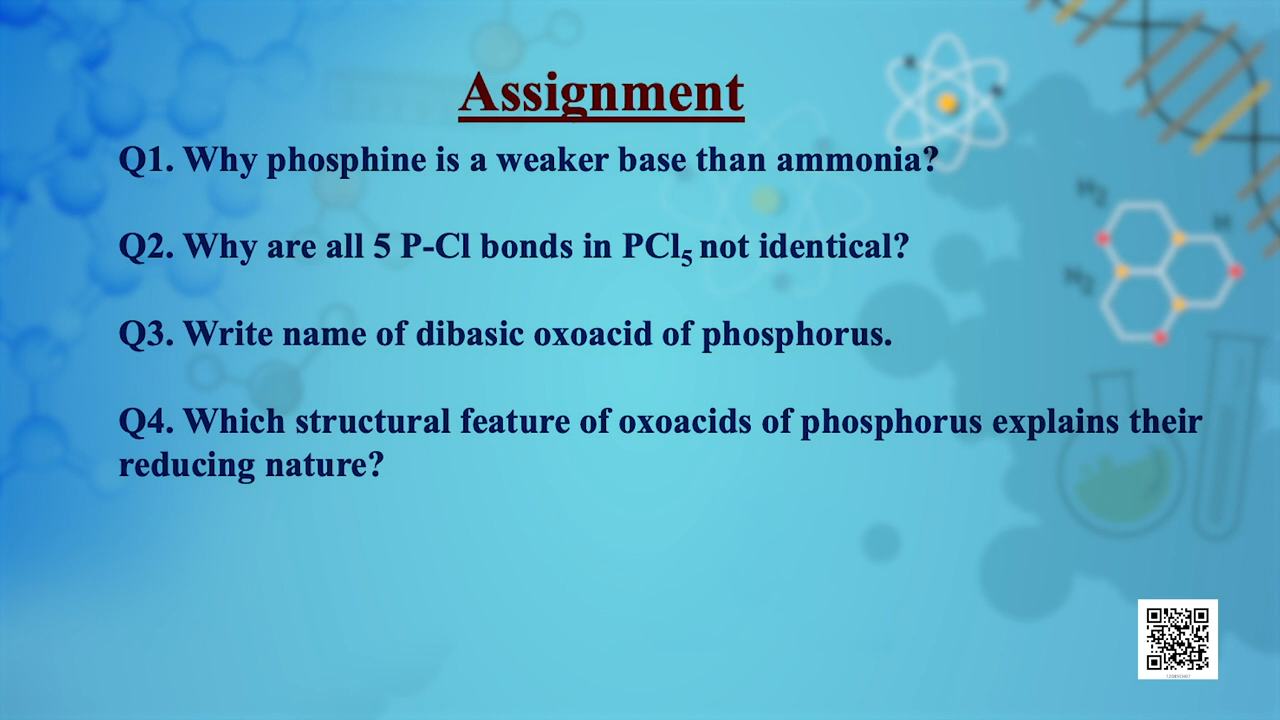 Assignment
Q1. Why phosphine is a weaker base than ammonia?
Q2. Why are all 5 P-Cl bonds in PCl₅ not identical?
Q3. Write name of dibasic oxoacid of phosphorus.
Q4. Which structural feature of oxoacids of phosphorus explains their
reducing nature?